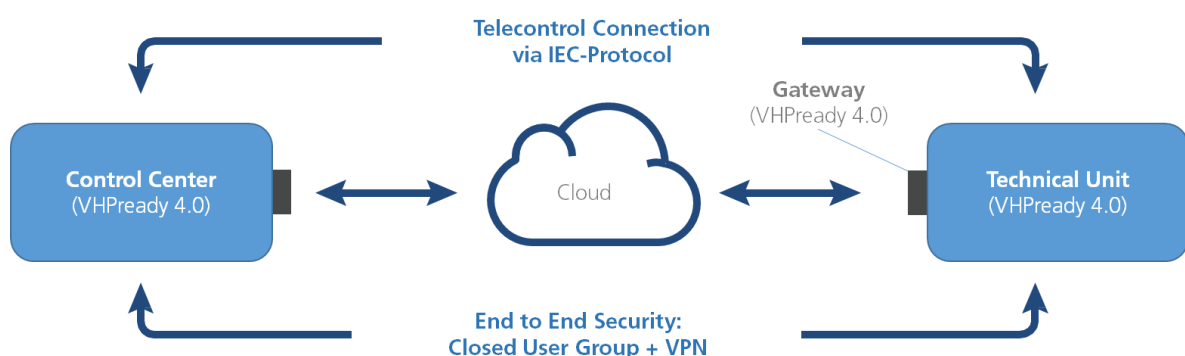 Telecontrol Connection
via IEC-Protocol
Gateway
(VHPready 4.0)
Control Center
(VHPready 4.0)
Cloud
Technical Unit
(VHPready 4.0)
End to End Security:
Closed User Group + VPN